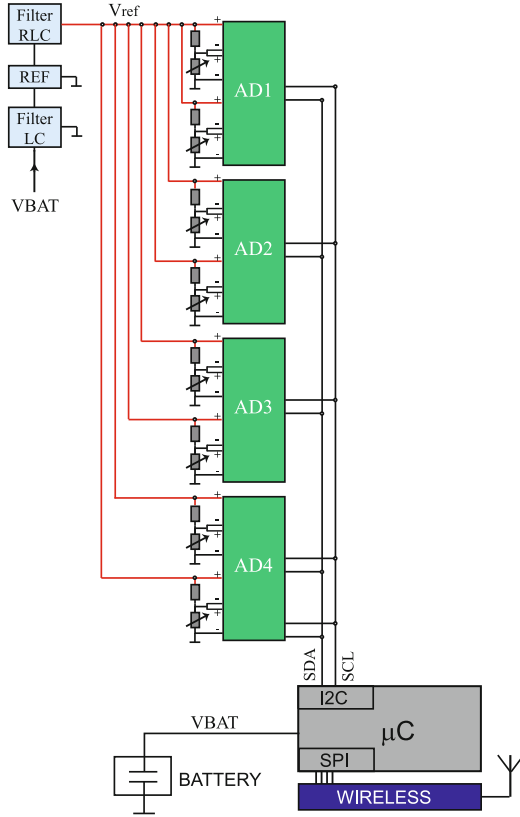 Filter
RLC
Vref
REF
Filter
LC
VBAT
+
-
+
-
+
-
+
-
AD1
+
-
+
-
+
-
+
-
AD2
+
-
+
-
+
-
+
-
AD3
+
-
+
-
+
-
+
-
AD4
SDA
SCL
I2C
µC
VBAT
SPI
BATTERY
WIRELESS